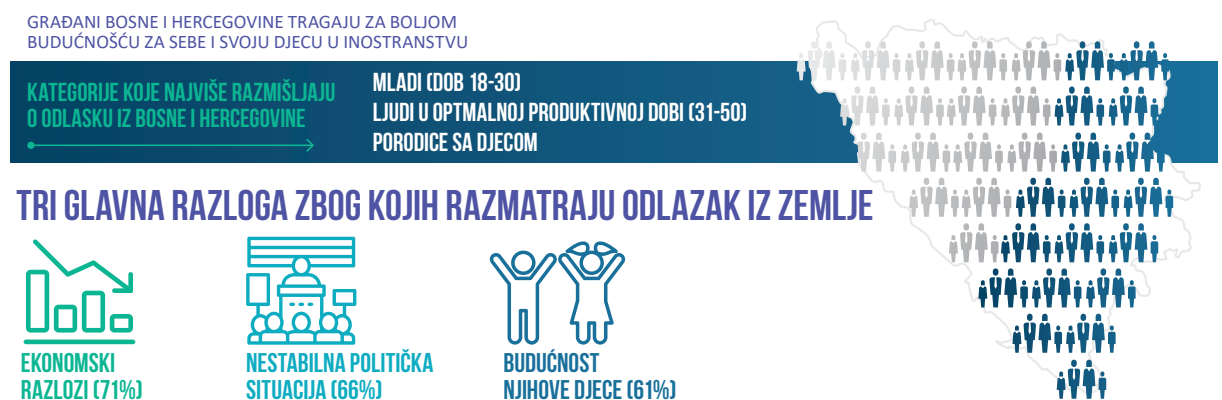 GRAĐANI BOSNE I HERCEGOVINE TRAGAJU ZA BOLJOM
BUDUĆNOŠĆU ZA SEBE I SVOJU DJECU U INOSTRANSTVU
KATEGORIJE KOJE NAJVIŠE RAZMIŠLJAJU
O ODLASKU IZ BOSNE I HERCEGOVINE
MLADI (DOB 18-30)
LJUDI U OPTMALNOJ PRODUKTIVNOJ DOBI (31-50)
PORODICE SA DJECOM
TRI GLAVNA RAZLOGA ZBOG KOJIH RAZMATRAJU ODLAZAK IZ ZEMLJE
EKONOMSKI
RAZLOZI (71%)
NESTABILNA POLITIČKA
SITUACIJA (66%)
BUDUĆNOST
NJIHOVE DJECE (61%)